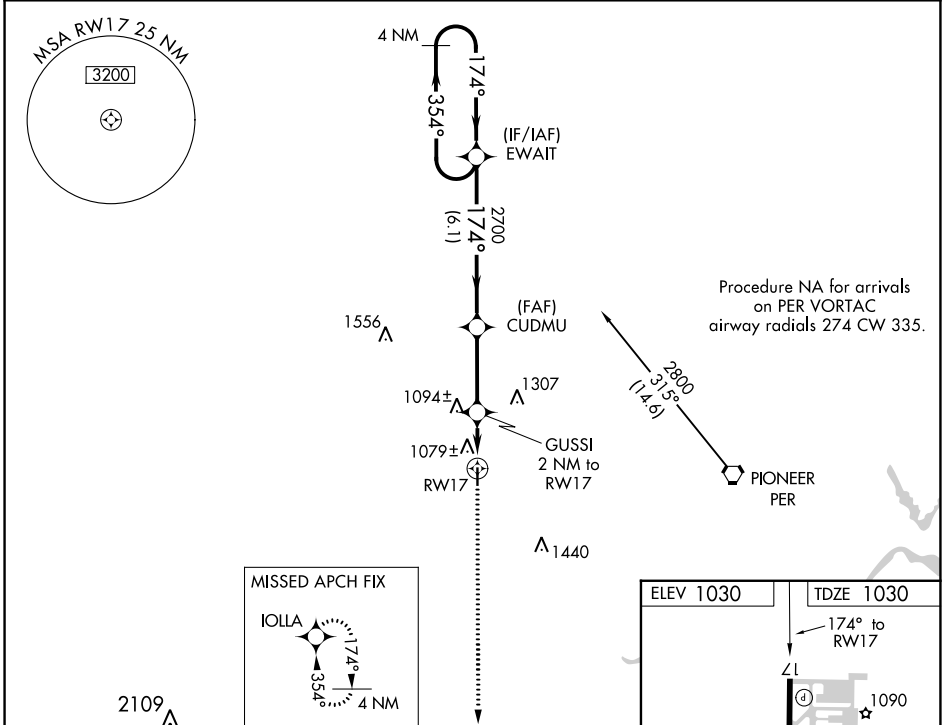 MSA RW17 25 NM
3200
4 NM
174°
354°
(IF/IAF)
EWAIT
2700
174°
(6.1)
Procedure NA for arrivals
on PER VORTAC
airway radials 274 CW 335.
(FAF)
CUDMU
1556
2800
315°
(14.6)
1307
1094±
GUSSI
2 NM to
RW17
1079±
RW17
PIONEER
PER
1440
MISSED APCH FIX
IOLLA
174°
354°
4 NM
2109
ELEV 1030
TDZE 1030
174° to
RW17
17
P
1090